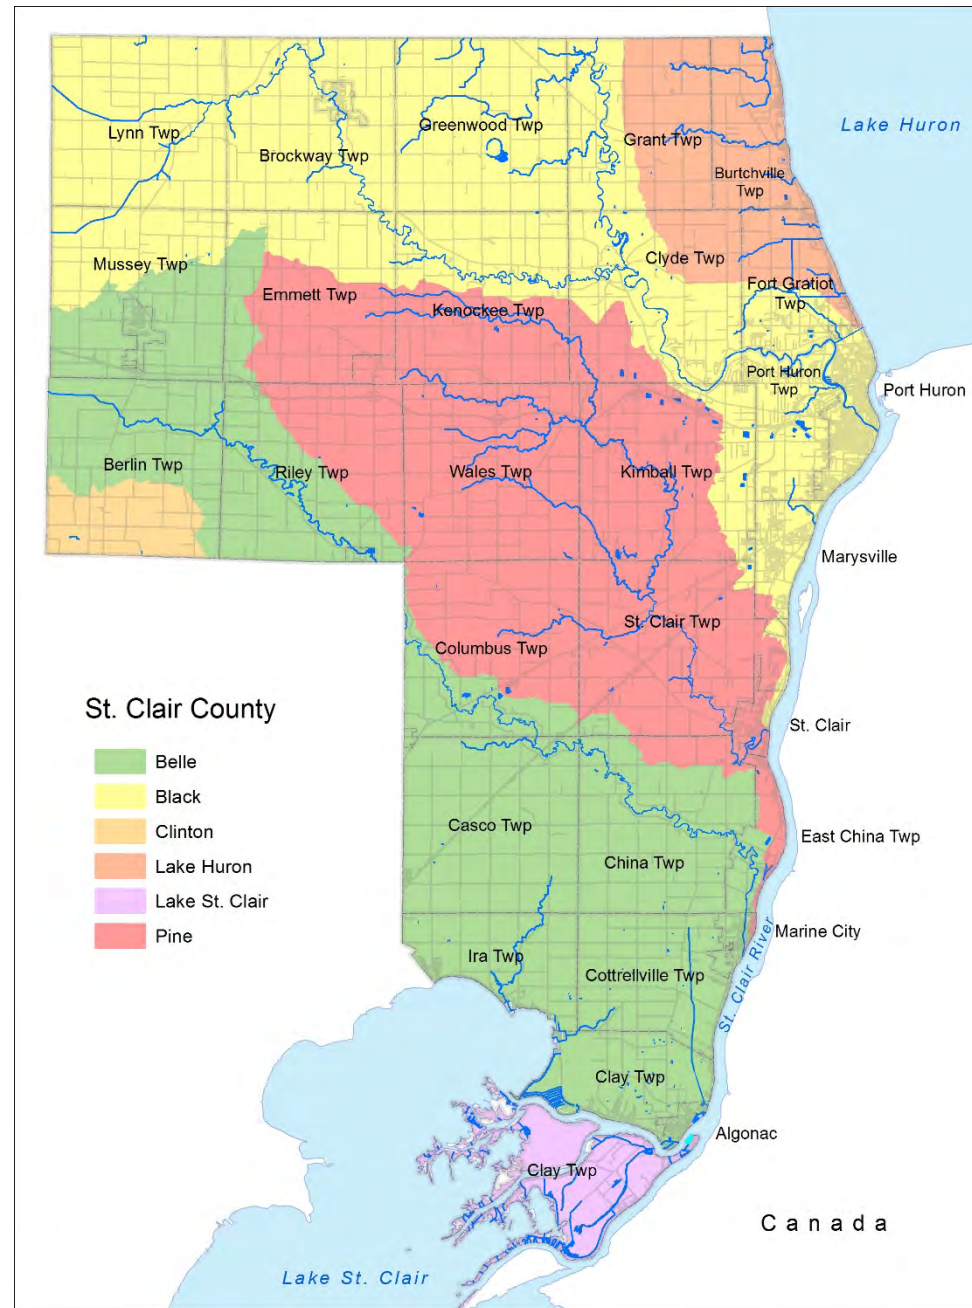 Lake Huron
Lynn Twp
Brockway Twp
Greenwood Twp
Grant Twp
Burtchville
Twp
Mussey Twp
Emmett Twp
Kenockee Twp
Clyde Twp
Fort Gratiot
Twp
Port Huron
Twp
Port Huron
Berlin Twp
Riley Twp
Wales Twp
Kimball Twp
Marysville
Columbus Twp
St. Clair Twp
St. Clair
St. Clair County
Belle
Black
Clinton
Lake Huron
Lake St. Clair
Pine
Casco Twp
China Twp
East China Twp
Marine City
Ira Twp
Cottrellville Twp
St. Clair River
Clay Twp
Algonac
Clay Twp
Canada
Lake St. Clair